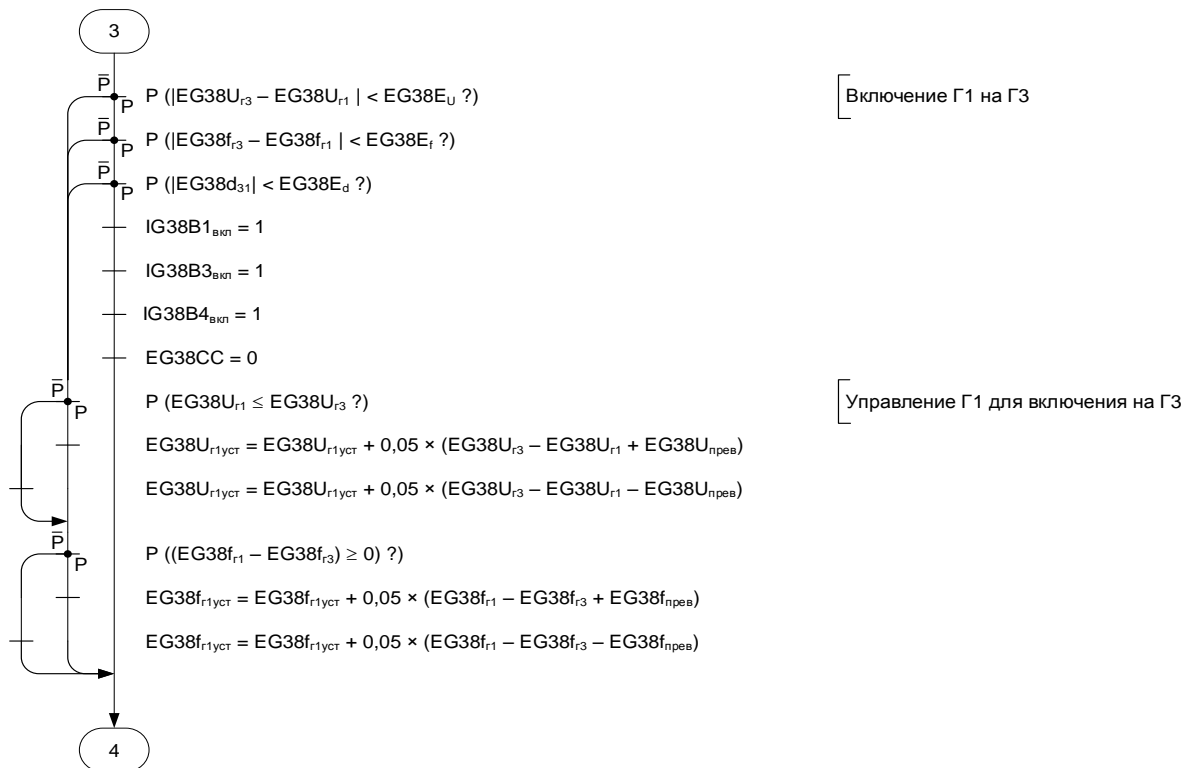 3
P̅
P
P (|EG38Uг3 – EG38Uг1 | < EG38EU ?)
Включение Г1 на Г3
P̅
P
P (|EG38fг3 – EG38fг1 | < EG38Ef ?)
P̅
P
P (|EG38d31| < EG38Ed ?)
IG38B1вкл = 1
IG38B3вкл = 1
IG38B4вкл = 1
EG38CC = 0
P̅
P
P (EG38Uг1 ≤ EG38Uг3 ?)
Управление Г1 для включения на Г3
EG38Uг1уст = EG38Uг1уст + 0,05 × (EG38Uг3 – EG38Uг1 + EG38Uпрев)
EG38Uг1уст = EG38Uг1уст + 0,05 × (EG38Uг3 – EG38Uг1 – EG38Uпрев)
P̅
P
P ((EG38fг1 – EG38fг3) ≥ 0) ?)
EG38fг1уст = EG38fг1уст + 0,05 × (EG38fг1 – EG38fг3 + EG38fпрев)
EG38fг1уст = EG38fг1уст + 0,05 × (EG38fг1 – EG38fг3 – EG38fпрев)
4